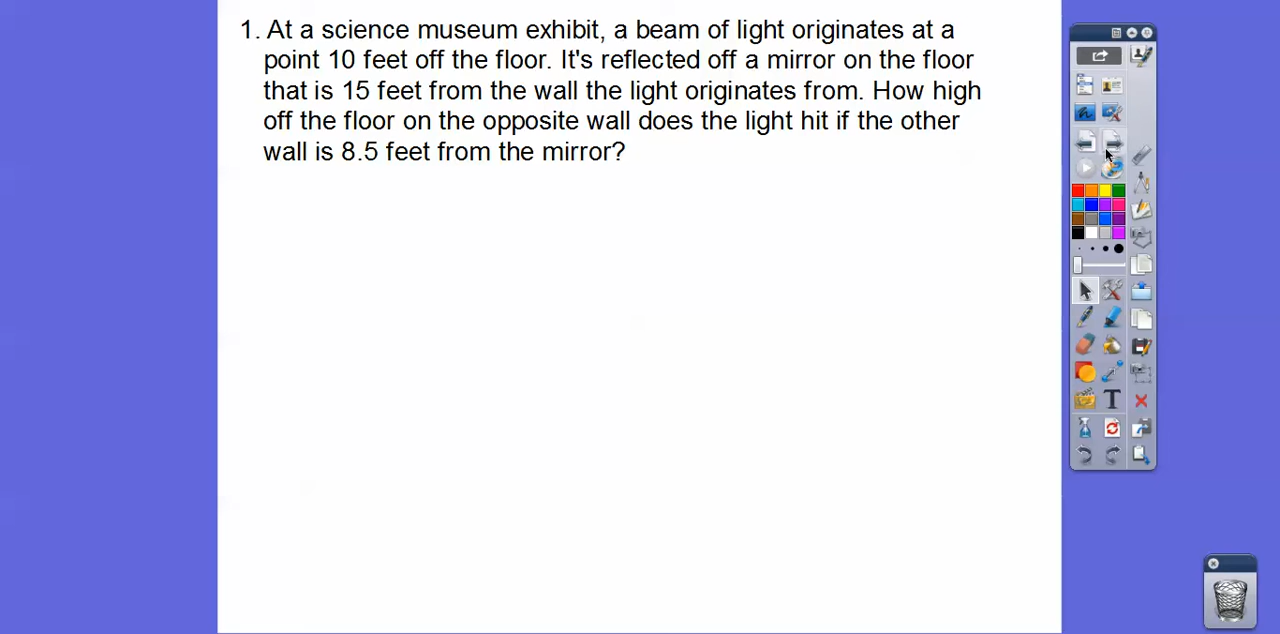 1. At a science museum exhibit, a beam of light originates at a
point 10 feet off the floor. It's reflected off a mirror on the floor
that is 15 feet from the wall the light originates from. How high
off the floor on the opposite wall does the light hit if the other
wall is 8.5 feet from the mirror?
T